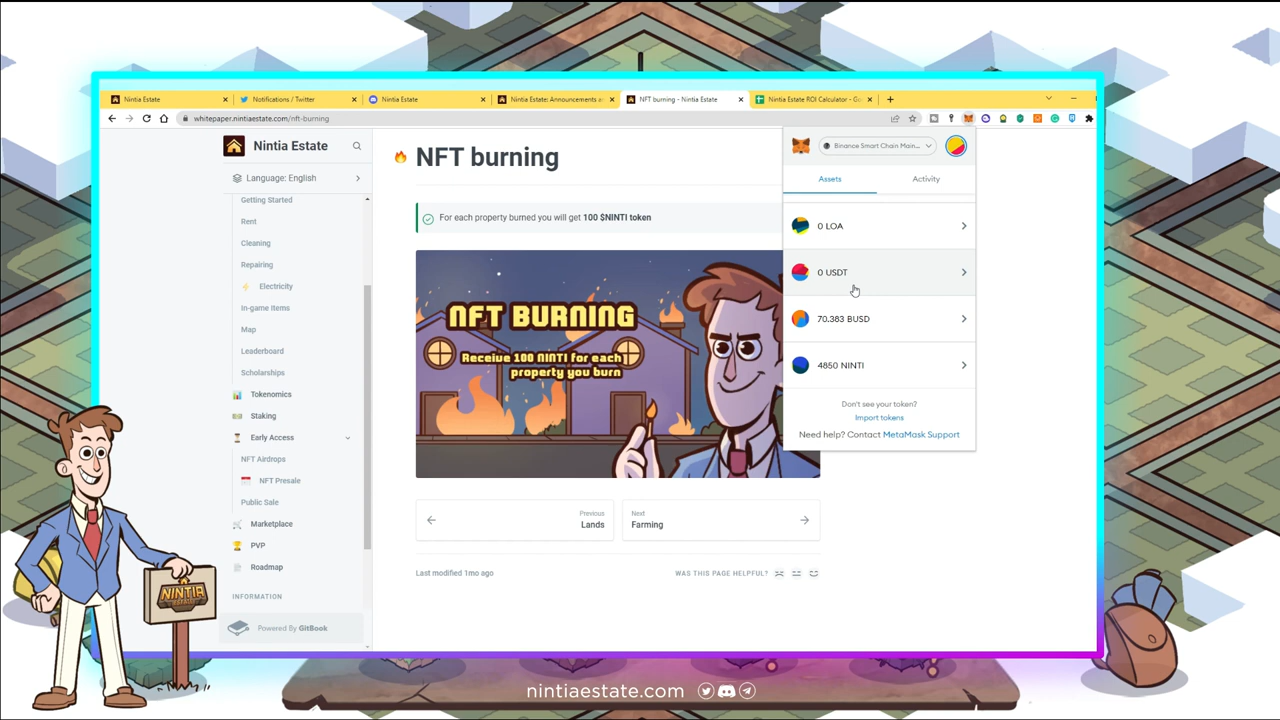 Nintia Estate
Notifications / Twitter
Nintia Estate
Nintia Estate: Announcements a
NFT burning - Nintia Estate
Nintia Estate ROI Calculator - Go
whitepaper.nintiaestate.com/nft-burning
Nintia Estate
Language: English
Getting Started
Rent
Cleaning
Repairing
Electricity
In-game Items
Map
Leaderboard
Scholarships
Tokenomics
Staking
Early Access
NFT Airdrops
NFT Presale
Public Sale
Marketplace
PVP
Roadmap
INFORMATION
Powered By GitBook
NFT burning
For each property burned you will get 100 $NINTI token
NFT BURNING
Receive 100 NINTI for each
property you burn
Previous
Lands
Next
Farming
Last modified 1mo ago
WAS THIS PAGE HELPFUL?
Binance Smart Chain Main...
Assets
Activity
0 LOA
0 USDT
70.383 BUSD
4850 NINTI
Don't see your token?
Import tokens
Need help? Contact MetaMask Support
NINTIA
nintiaestate.com